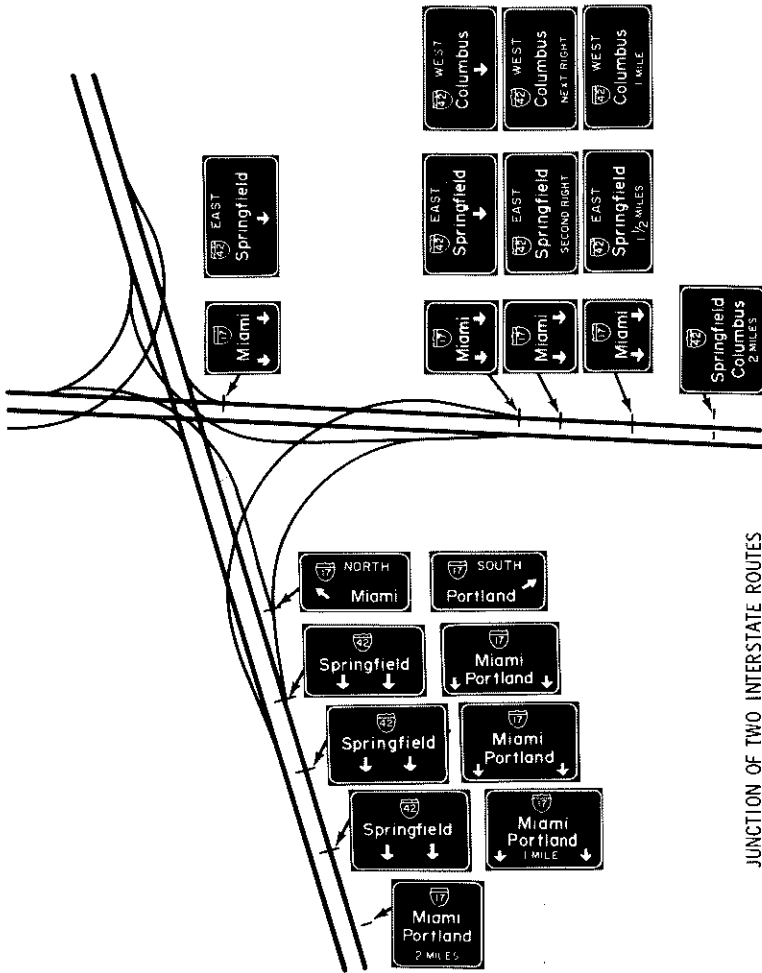 42 WEST
Columbus
42 WEST
Columbus
NEXT RIGHT
42 WEST
Columbus
1 MILE
42 EAST
Springfield
42 EAST
Springfield
42 EAST
Springfield
SECOND RIGHT
42 EAST
Springfield
1 1/2 MILES
17
Miami
17
Miami
17
Miami
17
Miami
42
Springfield
Columbus
2 MILES
17 NORTH
Miami
17 SOUTH
Portland
42
Springfield
17
Miami
Portland
42
Springfield
17
Miami
Portland
42
Springfield
17
Miami
Portland
1 MILE
17
Miami
Portland
2 MILES
JUNCTION OF TWO INTERSTATE ROUTES